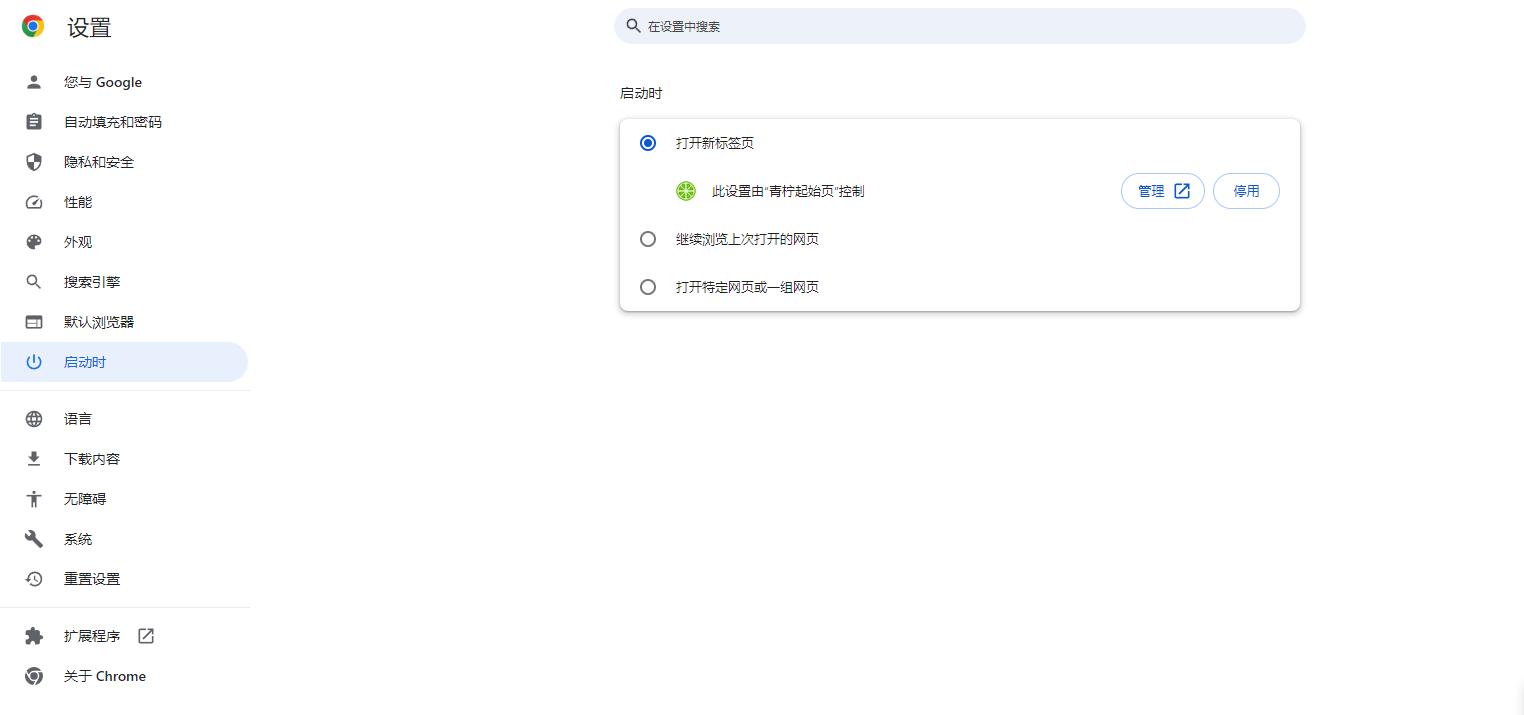 设置
在设置中搜索
您与 Google
自动填充和密码
隐私和安全
性能
外观
搜索引擎
默认浏览器
启动时
语言
下载内容
无障碍
系统
重置设置
扩展程序
关于 Chrome
启动时
打开新标签页
此设置由“青柠起始页”控制
管理
停用
继续浏览上次打开的网页
打开特定网页或一组网页